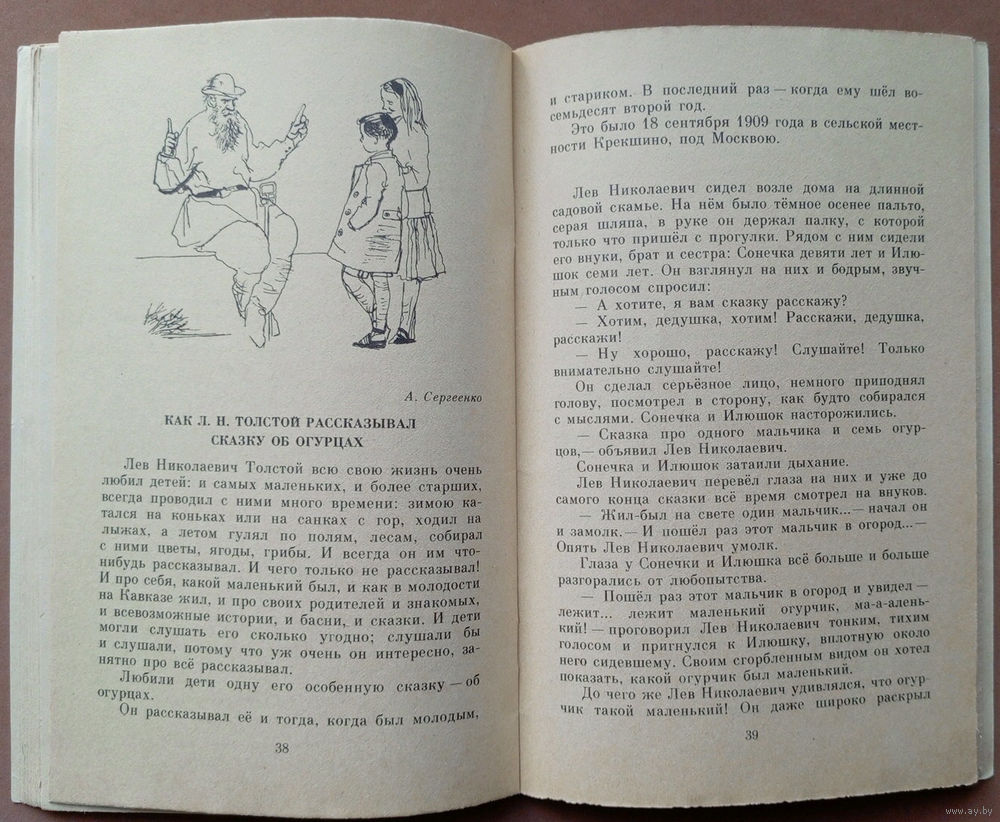 А. Сергеенко
КАК Л. Н. ТОЛСТОЙ РАССКАЗЫВАЛ
СКАЗКУ ОБ ОГУРЦАХ
Лев Николаевич Толстой всю свою жизнь очень
любил детей: и самых маленьких, и более старших,
всегда проводил с ними много времени: зимою ка-
тался на коньках или на санках с гор, ходил на
лыжах, а летом гулял по полям, лесам, собирал
с ними цветы, ягоды, грибы. И всегда он им что-
нибудь рассказывал. И чего только не рассказывал!
И про себя, какой маленький был, и как в молодости
на Кавказе жил, и про своих родителей и знакомых,
и всевозможные истории, и басни, и сказки. И дети
могли слушать его сколько угодно; слушали бы
и слушали, потому что уж очень он интересно, за-
нятно про всё рассказывал.
Любили дети одну его особенную сказку — об
огурцах.
Он рассказывал её и тогда, когда был молодым,
38
и стариком. В последний раз — когда ему шёл во-
семьдесят второй год.
Это было 18 сентября 1909 года в сельской мест-
ности Крекшино, под Москвою.
Лев Николаевич сидел возле дома на длинной
садовой скамье. На нём было тёмное осенее пальто,
серая шляпа, в руке он держал палку, с которой
только что пришёл с прогулки. Рядом с ним сидели
его внуки, брат и сестра: Сонечка девяти лет и Илю-
шок семи лет. Он взглянул на них и бодрым, звуч-
ным голосом спросил:
— А хотите, я вам сказку расскажу?
— Хотим, дедушка, хотим! Расскажи, дедушка,
расскажи!
— Ну хорошо, расскажу! Слушайте! Только
внимательно слушайте!
Он сделал серьёзное лицо, немного приподнял
голову, посмотрел в сторону, как будто собирался
с мыслями. Сонечка и Илюшок насторожились.
— Сказка про одного мальчика и семь огур-
цов,— объявил Лев Николаевич.
Сонечка и Илюшок затаили дыхание.
Лев Николаевич перевёл глаза на них и уже до
самого конца сказки всё время смотрел на внуков.
— Жил-был на свете один мальчик...— начал он
и замолк.— И пошёл раз этот мальчик в огород...—
Опять Лев Николаевич умолк.
Глаза у Сонечки и Илюшка всё больше и больше
разгорались от любопытства.
— Пошёл раз этот мальчик в огород и увидел —
лежит... лежит маленький огурчик, ма-а-алень-
кий! — проговорил Лев Николаевич тонким, тихим
голосом и пригнулся к Илюшку, вплотную около
него сидевшему. Своим сгорбленным видом он хотел
показать, какой огурчик был маленький.
До чего же Лев Николаевич удивлялся, что огур
чик такой маленький! Он даже широко раскрыл
39
www.ay.by